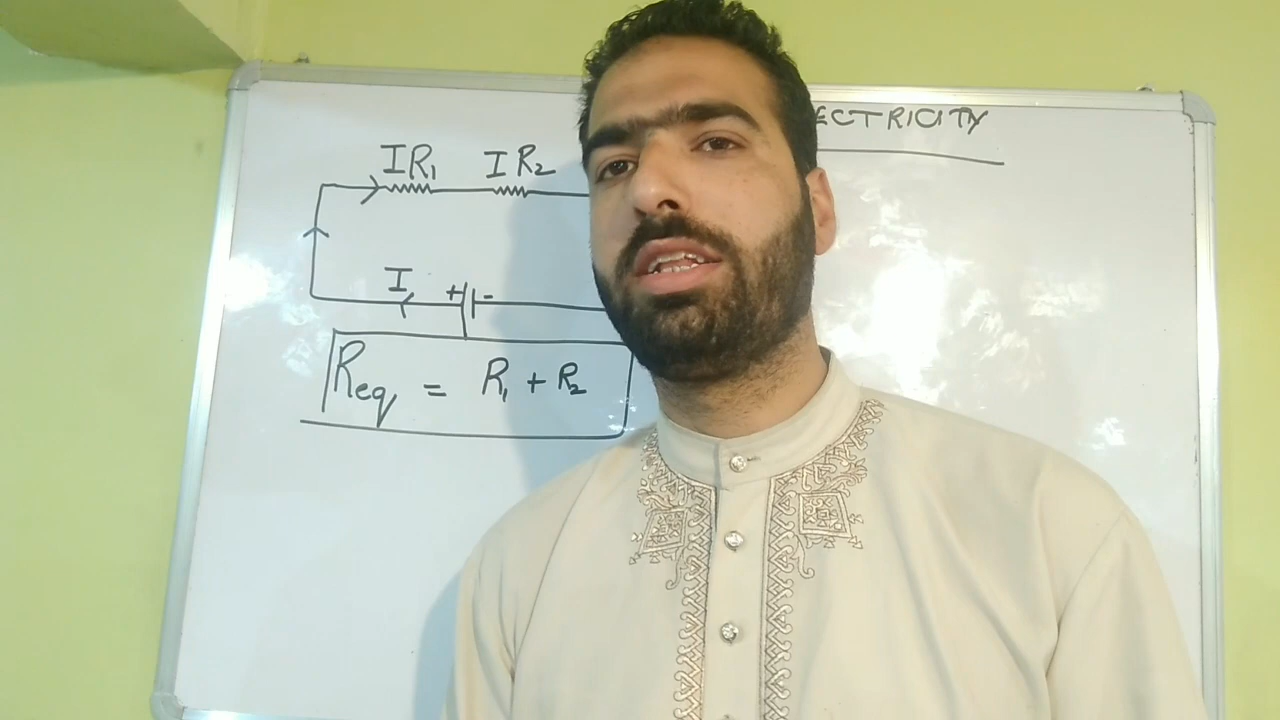 ECTRICITY
IR₁ IR₂
I
+ -
Req = R₁ + R₂